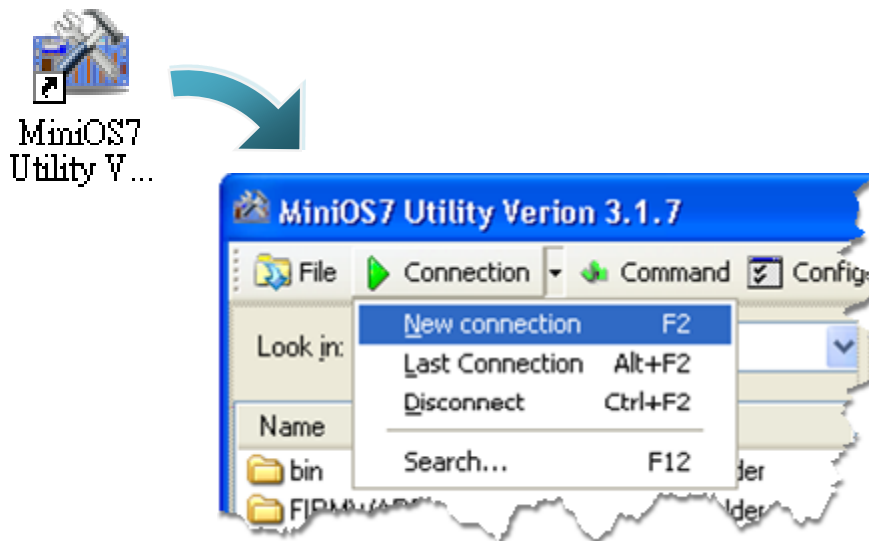 MiniOS7
Utility V...
MiniOS7 Utility Verion 3.1.7
File Connection Command
Look in:
New connection F2
Last Connection Alt+F2
Disconnect Ctrl+F2
Search... F12
Name
bin